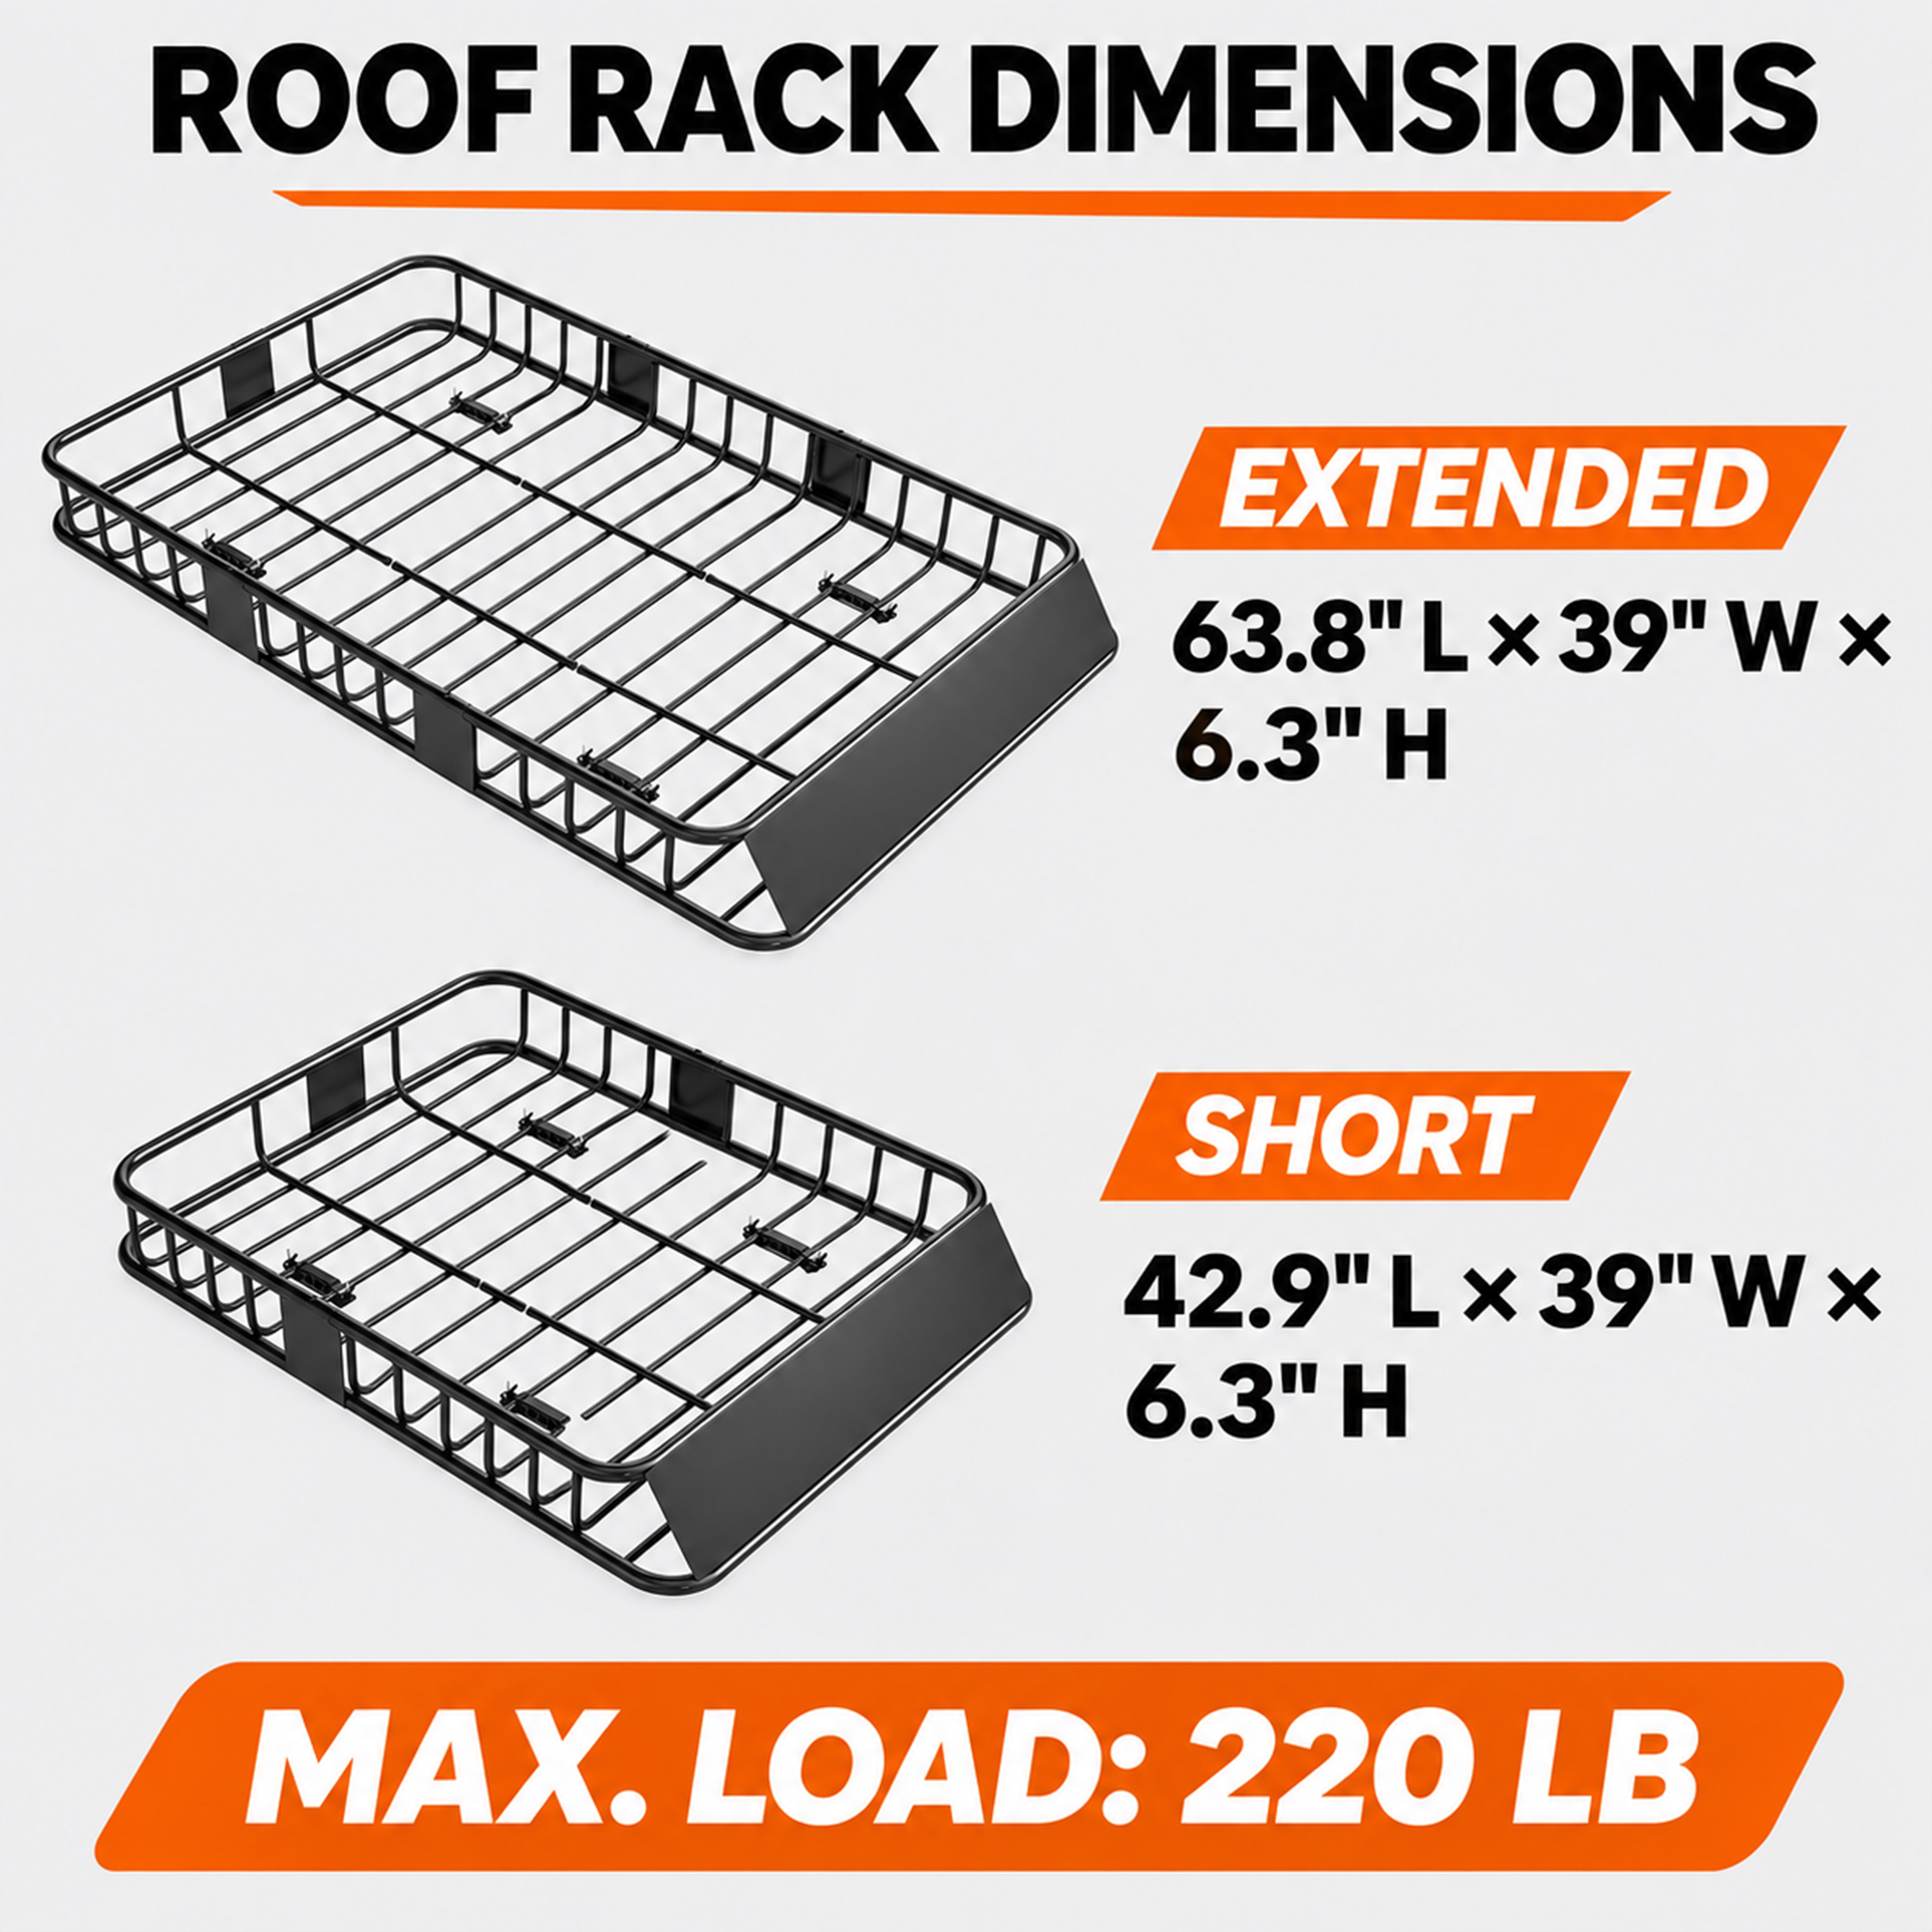 ROOF RACK DIMENSIONS
EXTENDED
63.8" L × 39" W ×
6.3" H
SHORT
42.9" L × 39" W ×
6.3" H
MAX. LOAD: 220 LB